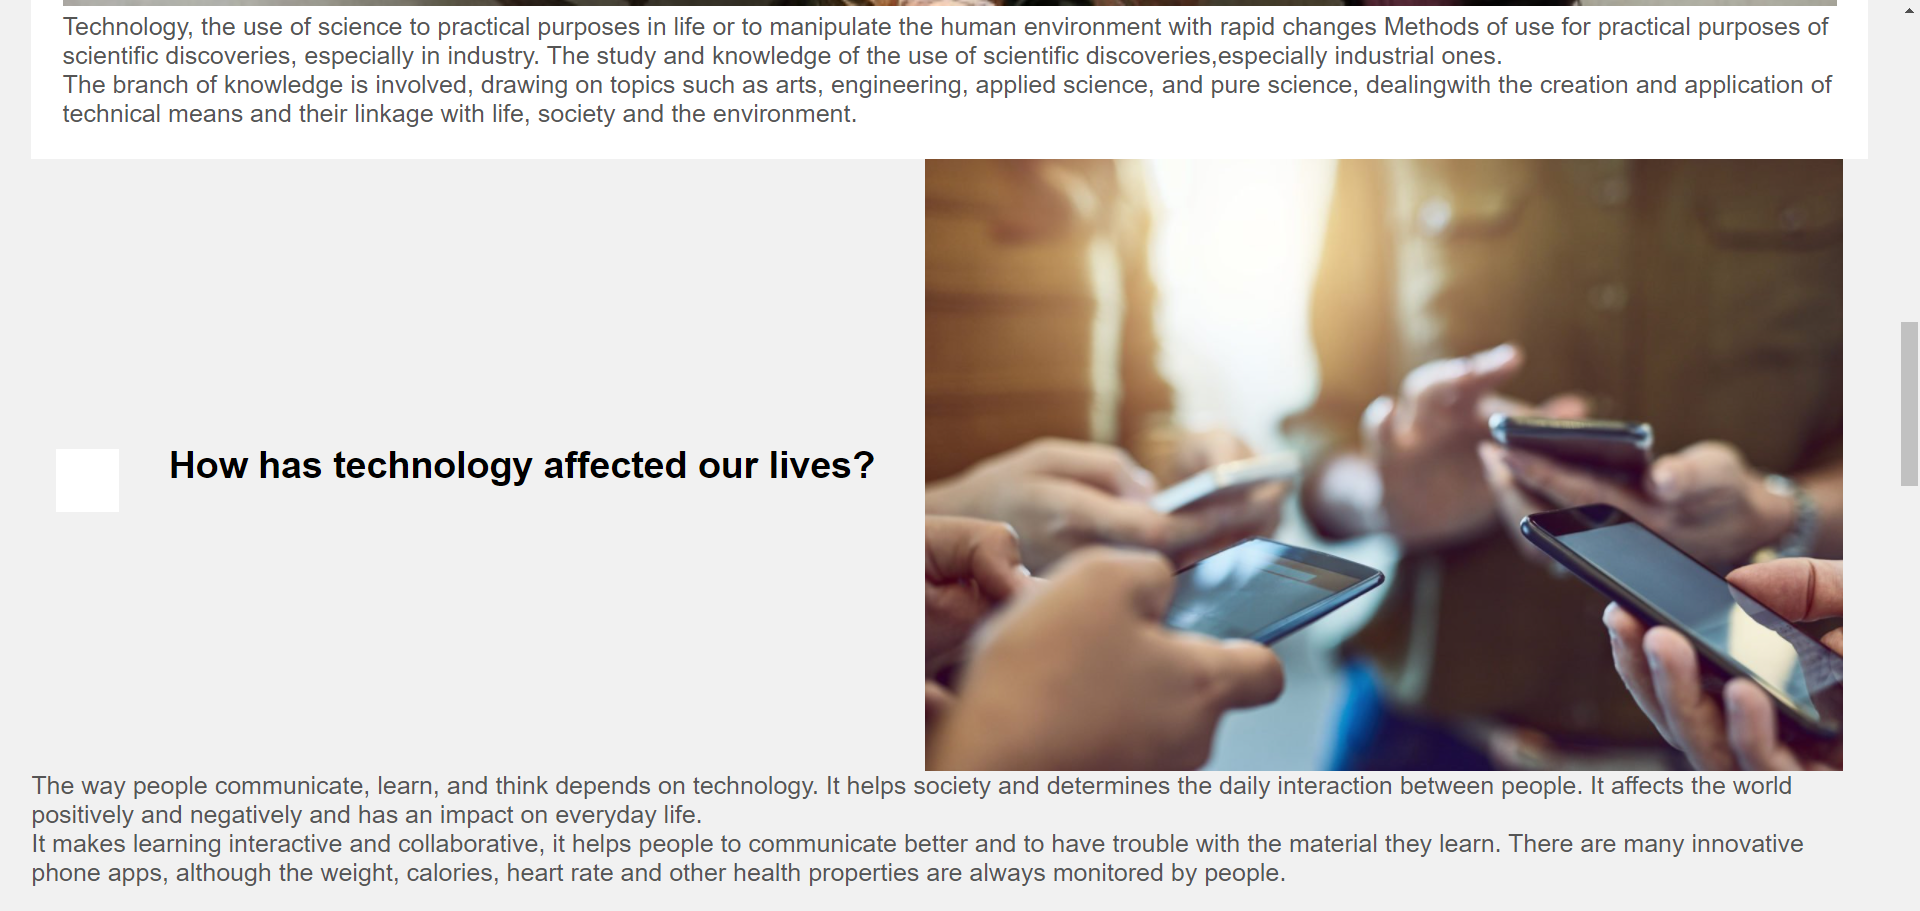 Technology, the use of science to practical purposes in life or to manipulate the human environment with rapid changes Methods of use for practical purposes of
scientific discoveries, especially in industry. The study and knowledge of the use of scientific discoveries,especially industrial ones.
The branch of knowledge is involved, drawing on topics such as arts, engineering, applied science, and pure science, dealingwith the creation and application of
technical means and their linkage with life, society and the environment.
How has technology affected our lives?
The way people communicate, learn, and think depends on technology. It helps society and determines the daily interaction between people. It affects the world
positively and negatively and has an impact on everyday life.
It makes learning interactive and collaborative, it helps people to communicate better and to have trouble with the material they learn. There are many innovative
phone apps, although the weight, calories, heart rate and other health properties are always monitored by people.